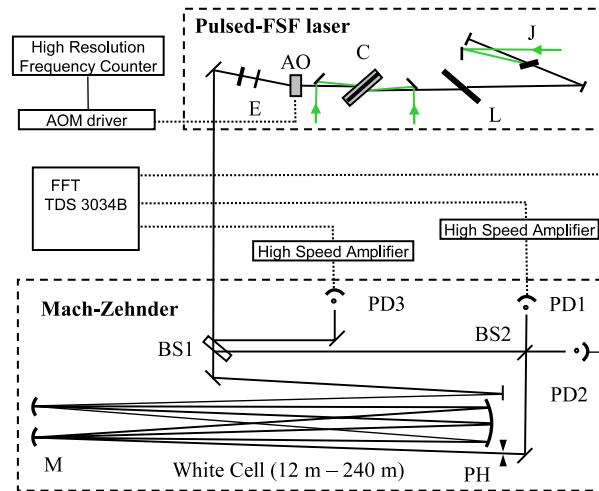 Pulsed-FSF laser
High Resolution
Frequency Counter
AOM driver
E
AO
C
J
L
FFT
TDS 3034B
High Speed Amplifier
High Speed Amplifier
Mach-Zehnder
PD3
PD1
BS1
BS2
PD2
M
White Cell (12 m – 240 m)
PH